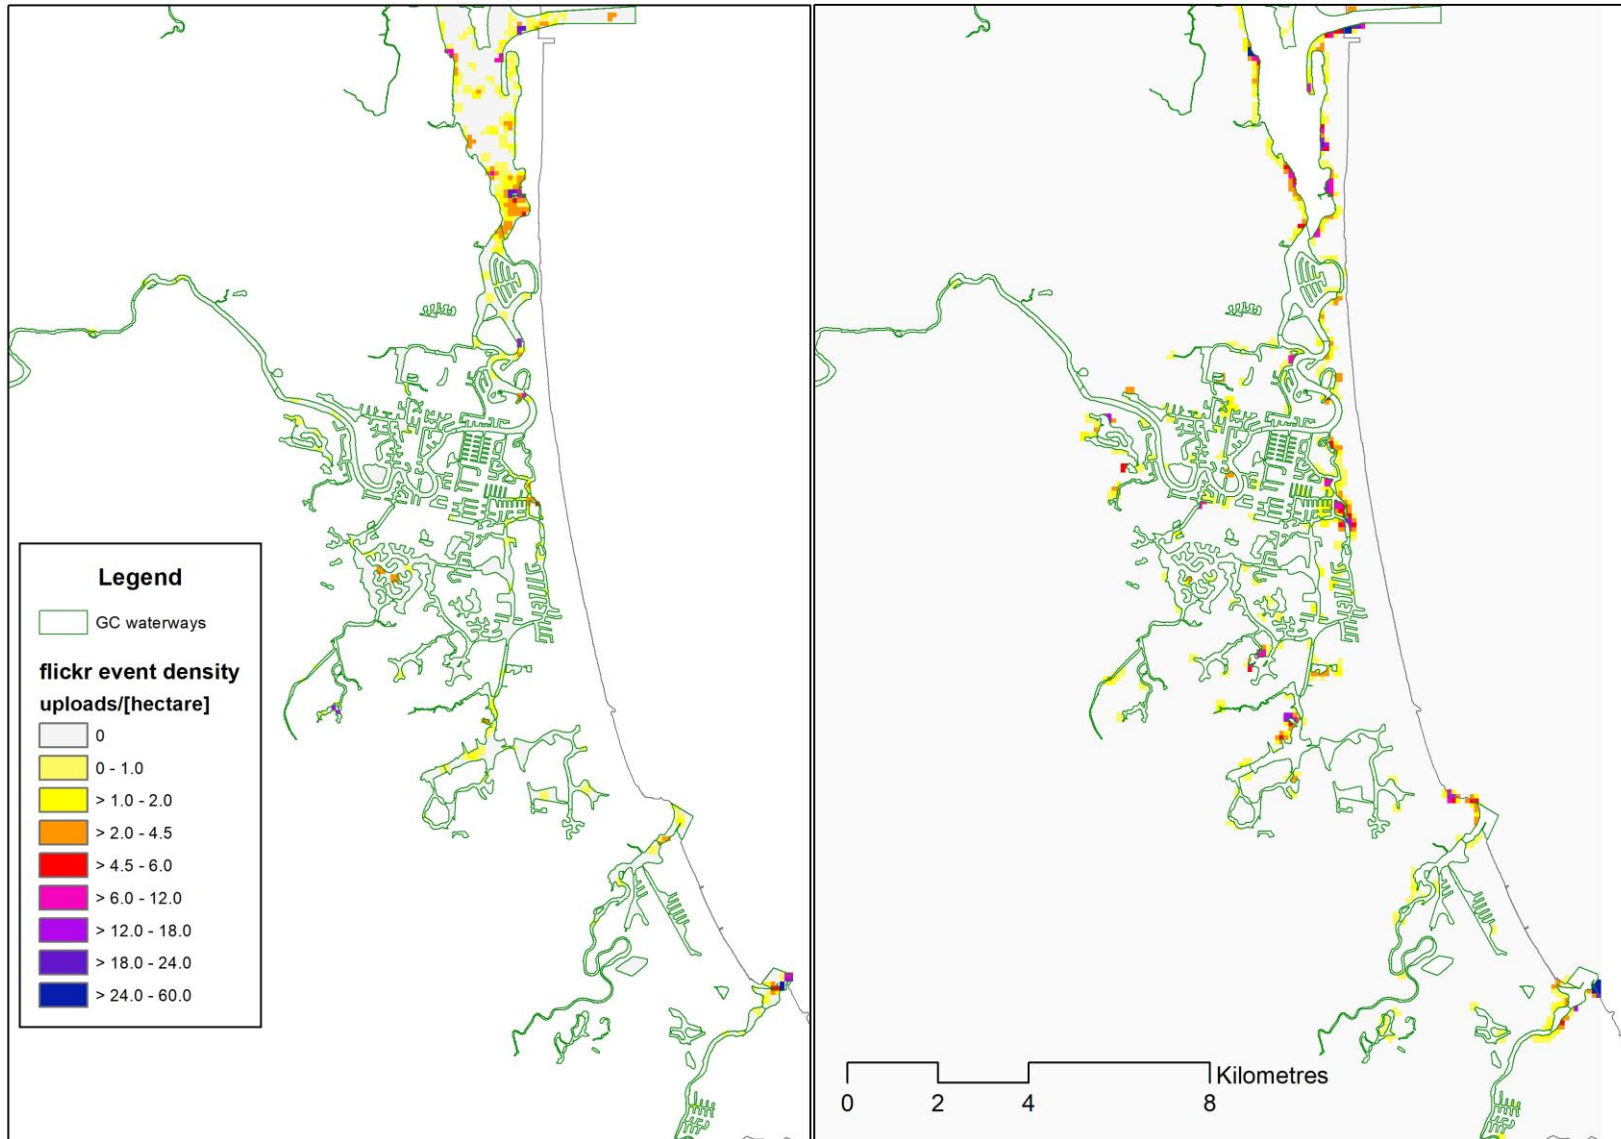 Legend
GC waterways
flickr event density
uploads/[hectare]
0
0 - 1.0
> 1.0 - 2.0
> 2.0 - 4.5
> 4.5 - 6.0
> 6.0 - 12.0
> 12.0 - 18.0
> 18.0 - 24.0
> 24.0 - 60.0
Kilometres
0 2 4 8